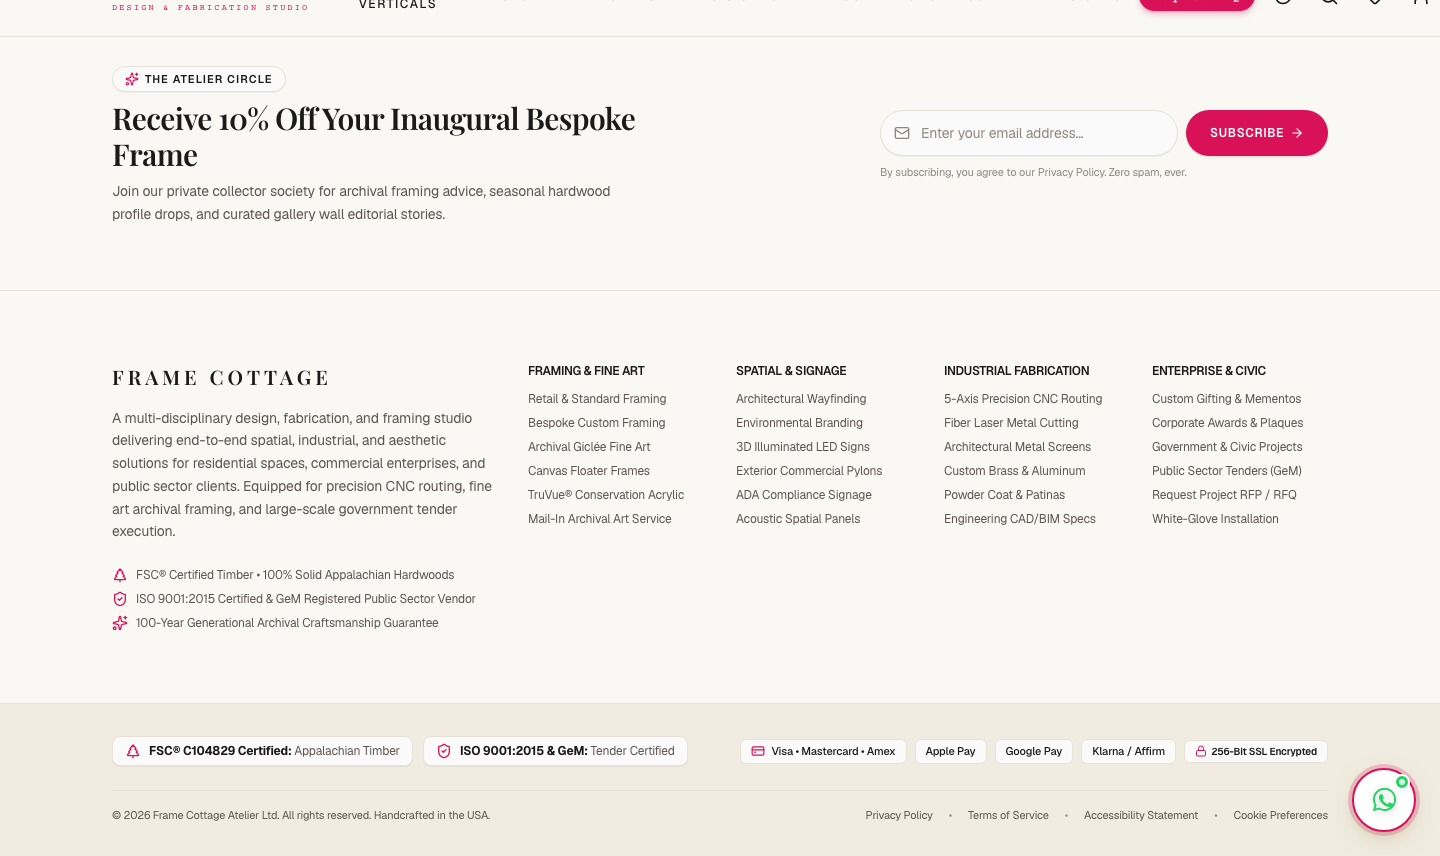 DESIGN & FABRICATION STUDIO
VERTICALS
THE ATELIER CIRCLE
Receive 10% Off Your Inaugural Bespoke
Frame
Join our private collector society for archival framing advice, seasonal hardwood
profile drops, and curated gallery wall editorial stories.
Enter your email address...
SUBSCRIBE
By subscribing, you agree to our Privacy Policy. Zero spam, ever.
FRAME COTTAGE
A multi-disciplinary design, fabrication, and framing studio
delivering end-to-end spatial, industrial, and aesthetic
solutions for residential spaces, commercial enterprises, and
public sector clients. Equipped for precision CNC routing, fine
art archival framing, and large-scale government tender
execution.
FSC® Certified Timber • 100% Solid Appalachian Hardwoods
ISO 9001:2015 Certified & GeM Registered Public Sector Vendor
100-Year Generational Archival Craftsmanship Guarantee
FRAMING & FINE ART
Retail & Standard Framing
Bespoke Custom Framing
Archival Giclée Fine Art
Canvas Floater Frames
TruVue® Conservation Acrylic
Mail-In Archival Art Service
SPATIAL & SIGNAGE
Architectural Wayfinding
Environmental Branding
3D Illuminated LED Signs
Exterior Commercial Pylons
ADA Compliance Signage
Acoustic Spatial Panels
INDUSTRIAL FABRICATION
5-Axis Precision CNC Routing
Fiber Laser Metal Cutting
Architectural Metal Screens
Custom Brass & Aluminum
Powder Coat & Patinas
Engineering CAD/BIM Specs
ENTERPRISE & CIVIC
Custom Gifting & Mementos
Corporate Awards & Plaques
Government & Civic Projects
Public Sector Tenders (GeM)
Request Project RFP / RFQ
White-Glove Installation
FSC® C104829 Certified: Appalachian Timber
ISO 9001:2015 & GeM: Tender Certified
Visa • Mastercard • Amex
Apple Pay
Google Pay
Klarna / Affirm
256-Bit SSL Encrypted
© 2026 Frame Cottage Atelier Ltd. All rights reserved. Handcrafted in the USA.
Privacy Policy • Terms of Service • Accessibility Statement • Cookie Preferences